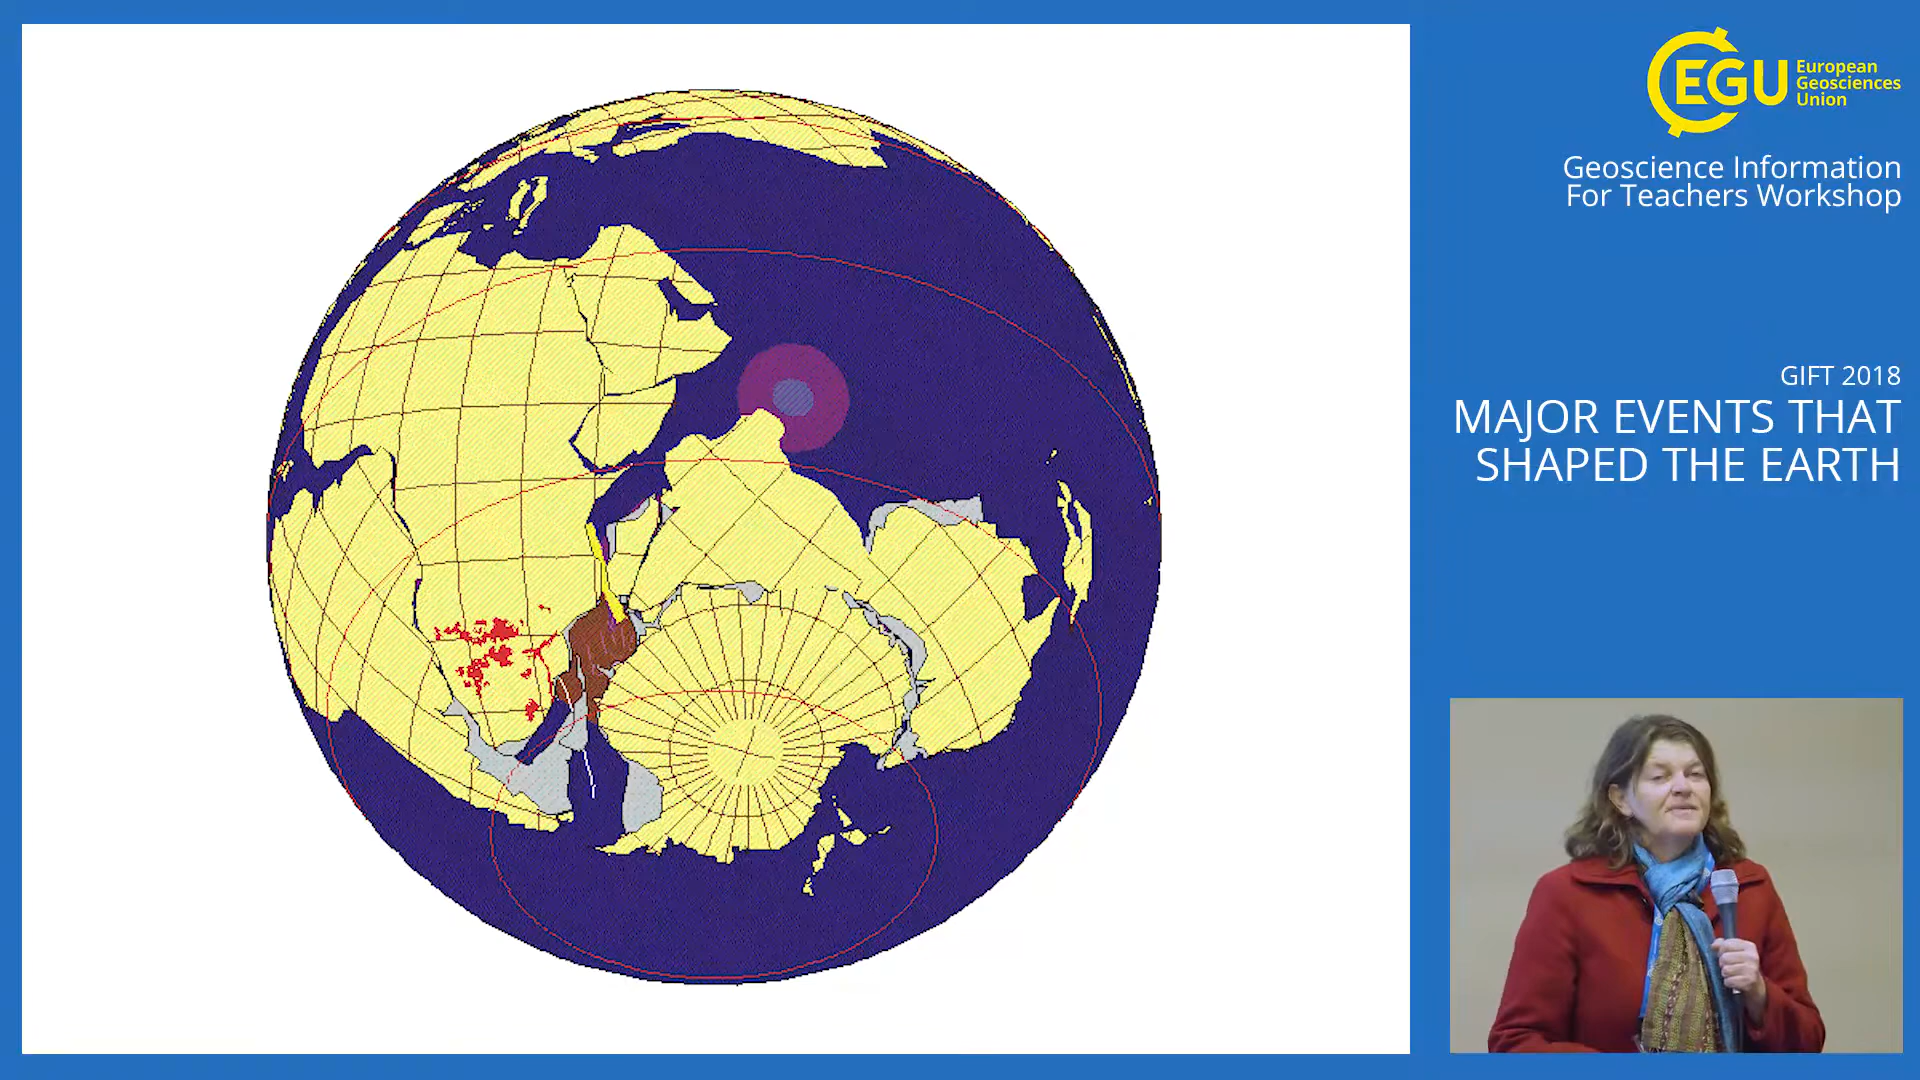 EGU
European
Geosciences
Union
Geoscience Information
For Teachers Workshop
GIFT 2018
MAJOR EVENTS THAT
SHAPED THE EARTH